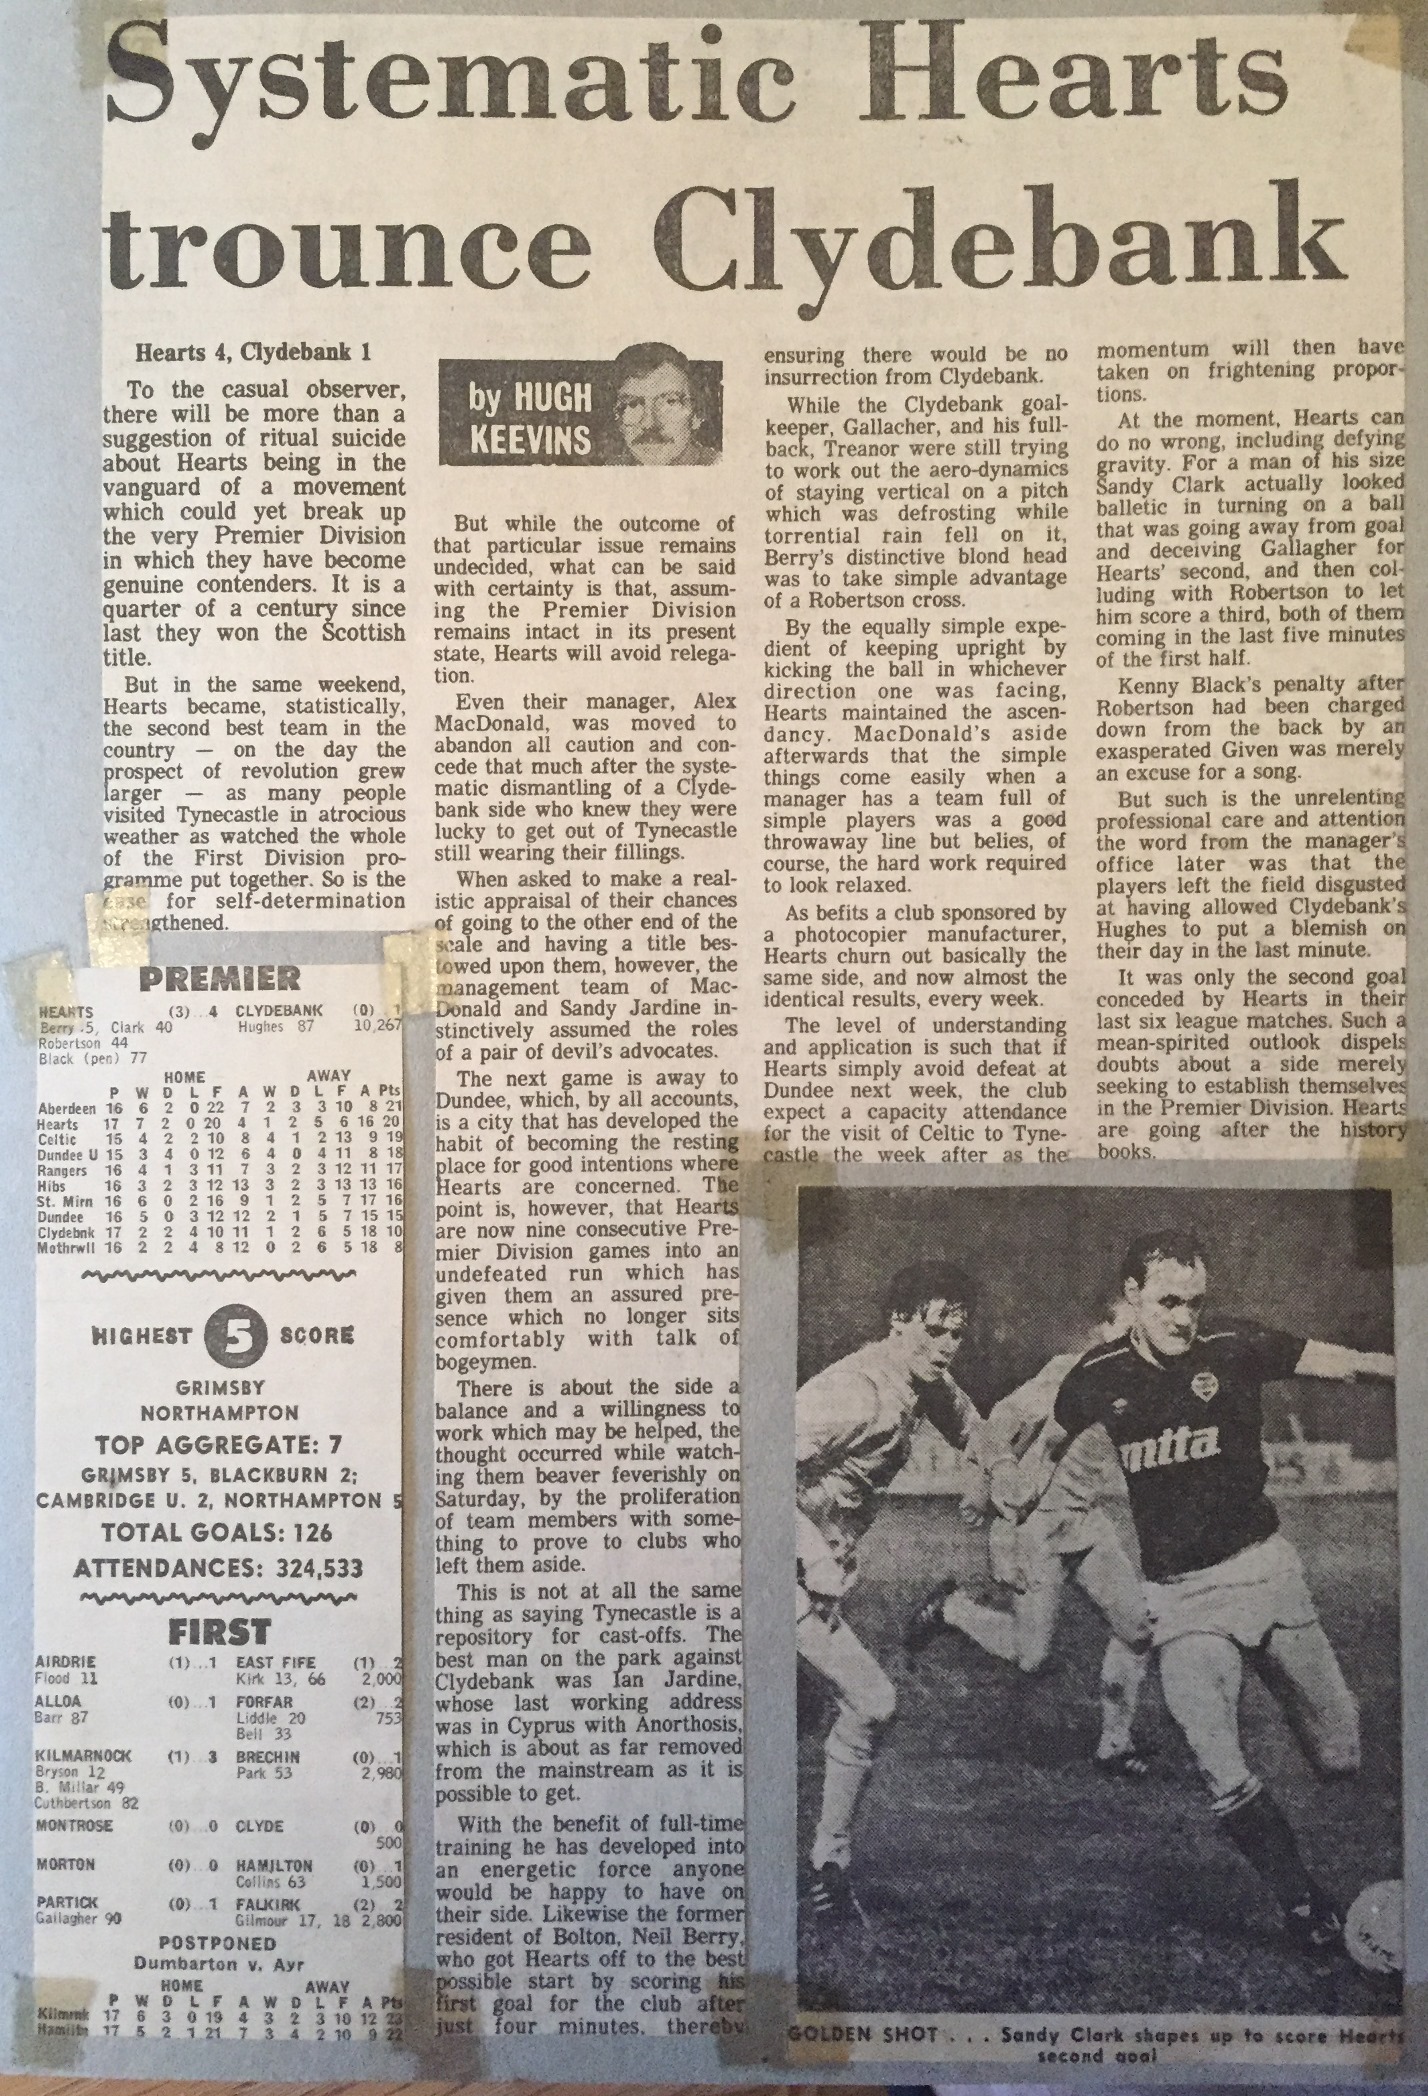 Systematic Hearts
trounce Clydebank
Hearts 4, Clydebank 1
To the casual observer,
there will be more than a
suggestion of ritual suicide
about Hearts being in the
vanguard of a movement
which could yet break up
the very Premier Division
in which they have become
genuine contenders. It is a
quarter of a century since
last they won the Scottish
title.
But in the same weekend,
Hearts became, statistically,
the second best team in the
country — on the day the
prospect of revolution grew
larger — as many people
visited Tynecastle in atrocious
weather as watched the whole
of the First Division pro-
gramme put together. So is the
case for self-determination
strengthened.
by HUGH
KEEVINS
But while the outcome of
that particular issue remains
undecided, what can be said
with certainty is that, assum-
ing the Premier Division
remains intact in its present
state, Hearts will avoid relega-
tion.
Even their manager, Alex
MacDonald, was moved to
abandon all caution and con-
cede that much after the syste-
matic dismantling of a Clyde-
bank side who knew they were
lucky to get out of Tynecastle
still wearing their fillings.
When asked to make a real-
istic appraisal of their chances
of going to the other end of the
scale and having a title bes-
towed upon them, however, the
management team of Mac-
Donald and Sandy Jardine in-
stinctively assumed the roles
of a pair of devil's advocates.
The next game is away to
Dundee, which, by all accounts,
is a city that has developed the
habit of becoming the resting
place for good intentions where
Hearts are concerned. The
point is, however, that Hearts
are now nine consecutive Pre-
mier Division games into an
undefeated run which has
given them an assured pre-
sence which no longer sits
comfortably with talk of
bogeymen.
There is about the side a
balance and a willingness to
work which may be helped, the
thought occurred while watch-
ing them beaver feverishly on
Saturday, by the proliferation
of team members with some-
thing to prove to clubs who
left them aside.
This is not at all the same
thing as saying Tynecastle is a
repository for cast-offs. The
best man on the park against
Clydebank was Ian Jardine,
whose last working address
was in Cyprus with Anorthosis,
which is about as far removed
from the mainstream as it is
possible to get.
With the benefit of full-time
training he has developed into
an energetic force anyone
would be happy to have on
their side. Likewise the former
resident of Bolton, Neil Berry,
who got Hearts off to the best
possible start by scoring his
first goal for the club after
just four minutes, thereby
ensuring there would be no
insurrection from Clydebank.
While the Clydebank goal-
keeper, Gallacher, and his full-
back, Treanor were still trying
to work out the aero-dynamics
of staying vertical on a pitch
which was defrosting while
torrential rain fell on it,
Berry's distinctive blond head
was to take simple advantage
of a Robertson cross.
By the equally simple expe-
dient of keeping upright by
kicking the ball in whichever
direction one was facing,
Hearts maintained the ascen-
dancy. MacDonald's aside
afterwards that the simple
things come easily when a
manager has a team full of
simple players was a good
throwaway line but belies, of
course, the hard work required
to look relaxed.
As befits a club sponsored by
a photocopier manufacturer,
Hearts churn out basically the
same side, and now almost the
identical results, every week.
The level of understanding
and application is such that if
Hearts simply avoid defeat at
Dundee next week, the club
expect a capacity attendance
for the visit of Celtic to Tyne-
castle the week after as the
momentum will then have
taken on frightening propor-
tions.
At the moment, Hearts can
do no wrong, including defying
gravity. For a man of his size
Sandy Clark actually looked
balletic in turning on a ball
that was going away from goal
and deceiving Gallagher for
Hearts' second, and then col-
luding with Robertson to let
him score a third, both of them
coming in the last five minutes
of the first half.
Kenny Black's penalty after
Robertson had been charged
down from the back by an
exasperated Given was merely
an excuse for a song.
But such is the unrelenting
professional care and attention
the word from the manager's
office later was that the
players left the field disgusted
at having allowed Clydebank's
Hughes to put a blemish on
their day in the last minute.
It was only the second goal
conceded by Hearts in their
last six league matches. Such a
mean-spirited outlook dispels
doubts about a side merely
seeking to establish themselves
in the Premier Division. Hearts
are going after the history
books.
PREMIER
HEARTS (3)..4 CLYDEBANK (0) 1
Berry .5, Clark 40 Hughes 87 10,267
Robertson 44
Black (pen) 77
HOME AWAY
P W D L F A W D L F A Pts
Aberdeen 16 6 2 0 22 7 2 3 3 10 8 21
Hearts 17 7 2 0 20 4 1 2 5 6 16 20
Celtic 15 4 2 2 10 8 4 1 2 13 9 19
Dundee U 15 3 4 0 12 6 4 0 4 11 8 18
Rangers 16 4 1 3 11 7 3 2 3 12 11 17
Hibs 16 3 2 3 12 13 3 2 3 13 13 16
St. Mirn 16 6 0 2 16 9 1 2 5 7 17 16
Dundee 16 5 0 3 12 12 2 1 5 7 15 15
Clydebnk 17 2 2 4 10 11 1 2 6 5 18 10
Mothrwll 16 2 2 4 8 12 0 2 6 5 18 8
HIGHEST 5 SCORE
GRIMSBY
NORTHAMPTON
TOP AGGREGATE: 7
GRIMSBY 5, BLACKBURN 2;
CAMBRIDGE U. 2, NORTHAMPTON 5
TOTAL GOALS: 126
ATTENDANCES: 324,533
FIRST
AIRDRIE (1)...1 EAST FIFE (1) 2
Flood 11 Kirk 13, 66 2,000
ALLOA (0)..1 FORFAR (2) 2
Barr 87 Liddle 20 753
Bell 33
KILMARNOCK (1)..3 BRECHIN (0)...1
Bryson 12 Park 53 2,980
B. Millar 49
Cuthbertson 82
MONTROSE (0)..0 CLYDE (0) 0
500
MORTON (0)..0 HAMILTON (0)..1
Collins 63 1,500
PARTICK (0)..1 FALKIRK (2) 2
Gallagher 90 Gilmour 17, 18 2,800
POSTPONED
Dumbarton v. Ayr
HOME AWAY
P W D L F A W D L F A Pts
Kilmrnk 17 6 3 0 19 4 3 2 3 10 12 23
Hamiltn 17 5 2 1 21 7 3 4 2 10 9 22
mita
GOLDEN SHOT . . . Sandy Clark shapes up to score Hearts
second goal